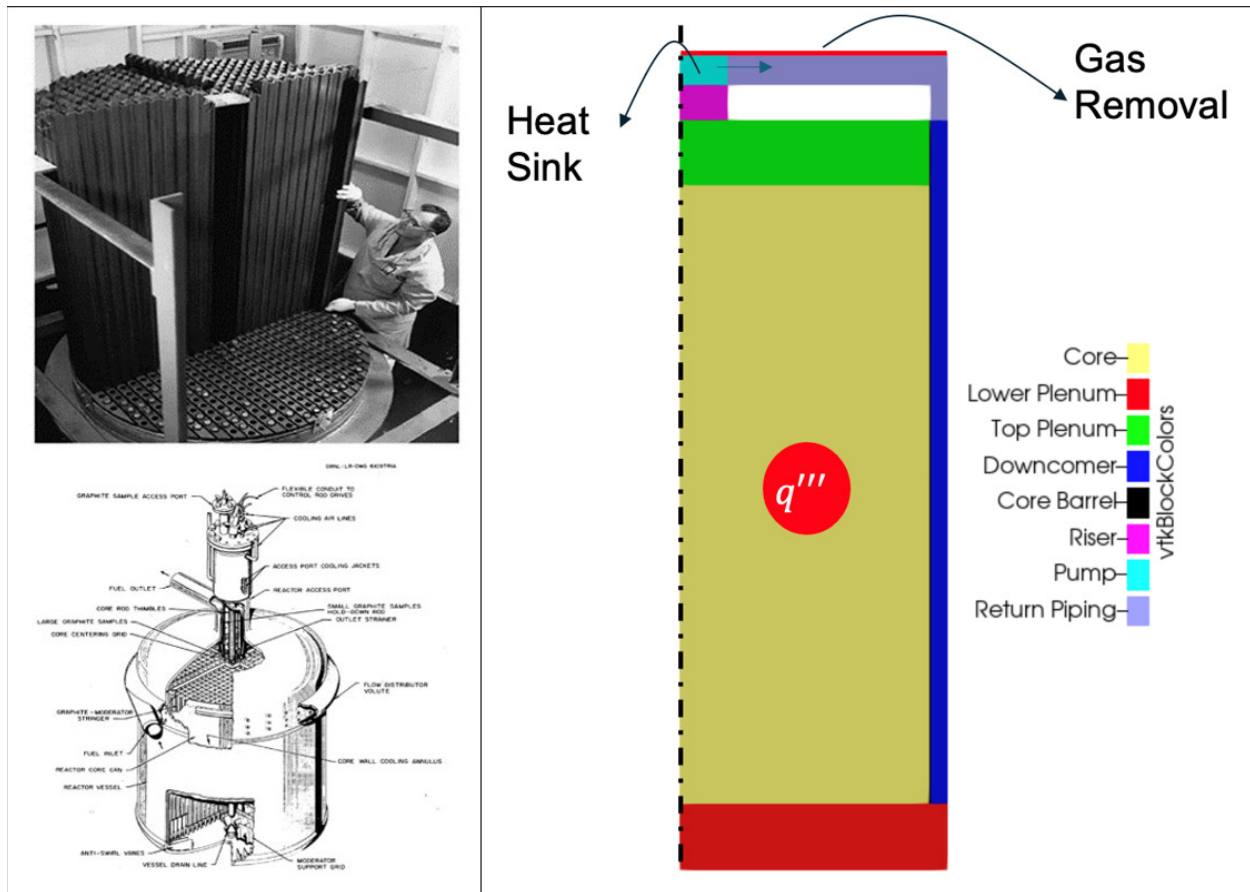 GRAPHITE SAMPLE ACCESS PORT
FLEXIBLE CONDUIT TO
CONTROL ROD DRIVES
COOLING AIR LINES
ACCESS PORT COOLING JACKETS
FUEL OUTLET
REACTOR ACCESS PORT
CORE ROD THIMBLES
SMALL GRAPHITE SAMPLES
HOLD-DOWN ROD
LARGE GRAPHITE SAMPLES
OUTLET STRAINER
CORE CENTERING GRID
FLOW DISTRIBUTOR
VOLUTE
GRAPHITE-MODERATOR
STRINGER
FUEL INLET
REACTOR CORE CAN
CORE WALL COOLING ANNULUS
REACTOR VESSEL
ANTI-SWIRL VANES
VESSEL DRAIN LINE
MODERATOR
SUPPORT GRID
Heat
Sink
Gas
Removal
q'''
Core
Lower Plenum
Top Plenum
Downcomer
Core Barrel
Riser
Pump
Return Piping
vtkBlockColors